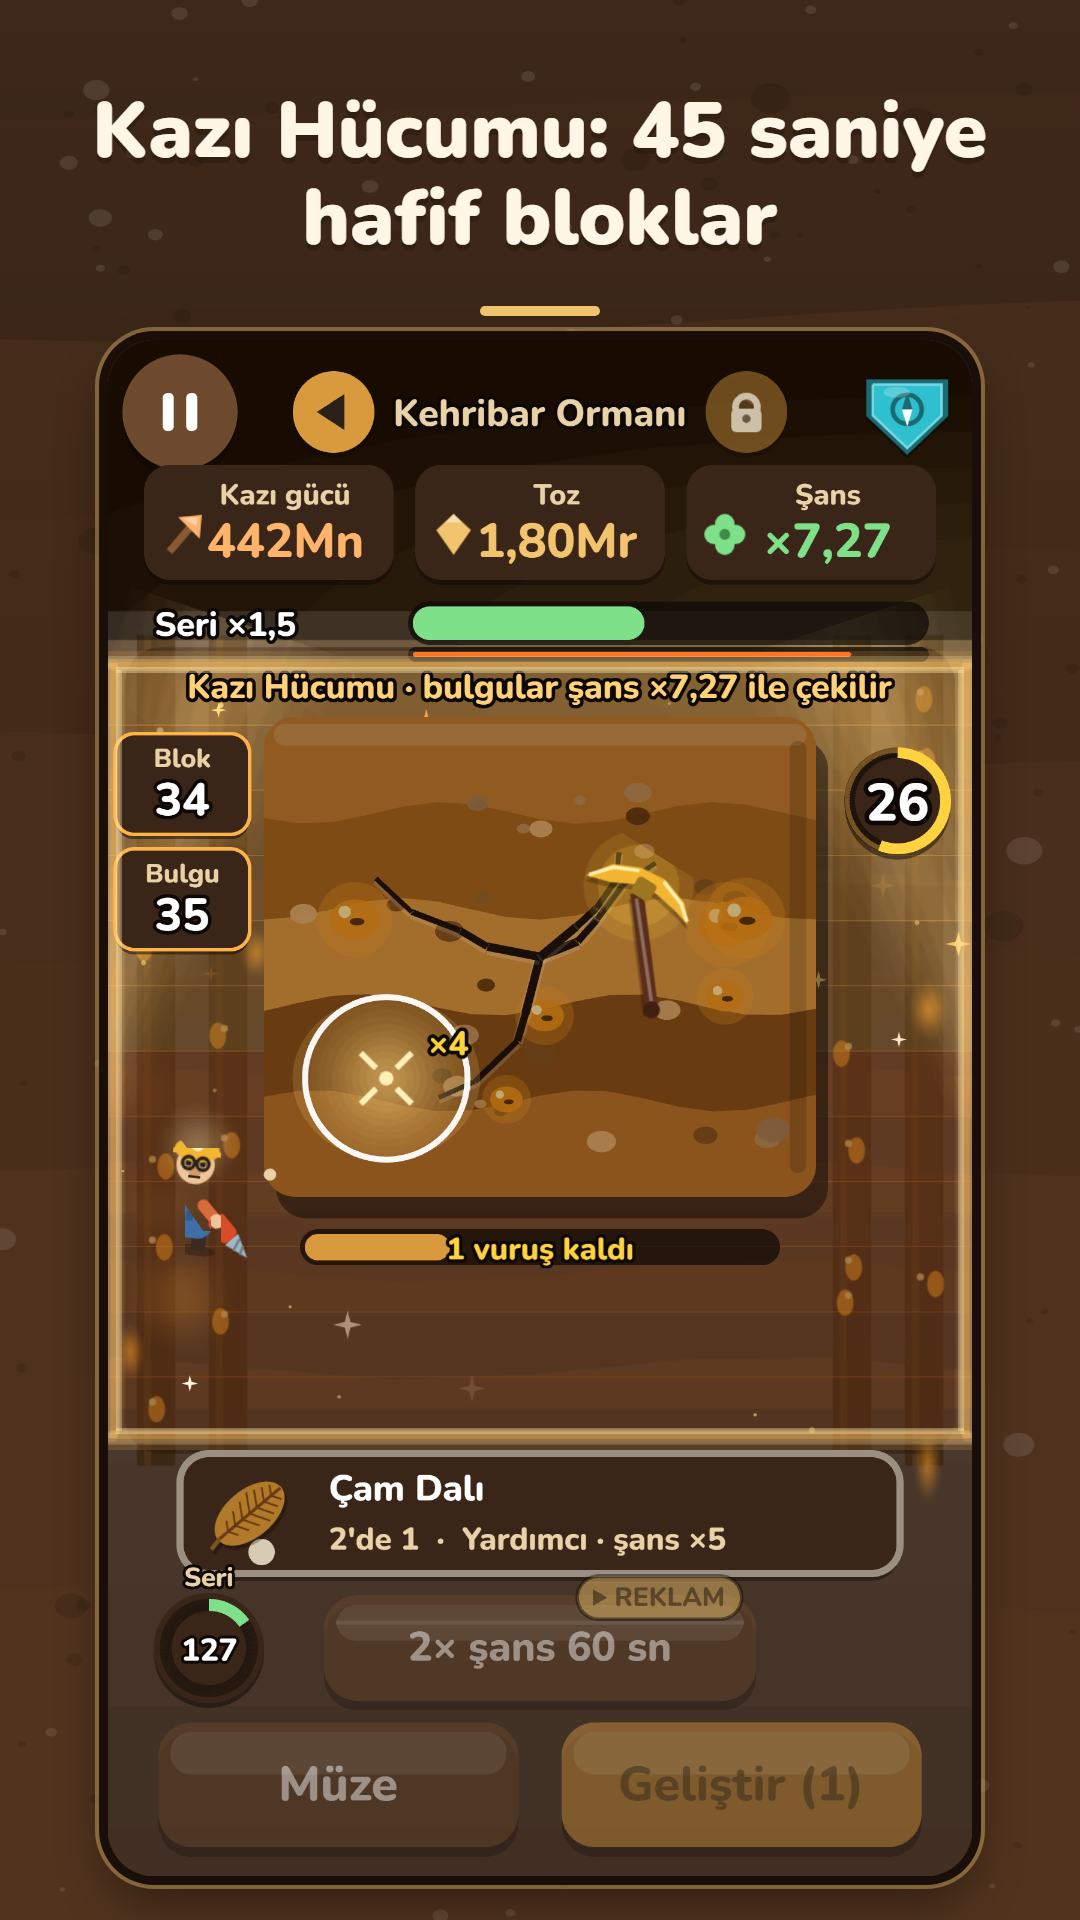 Kazı Hücumu: 45 saniye
hafif bloklar
Kehribar Ormanı
Kazı gücü
442Mn
Toz
1,80Mr
Şans
×7,27
Seri ×1,5
Kazı Hücumu · bulgular şans ×7,27 ile çekilir
Blok
34
26
Bulgu
35
×4
1 vuruş kaldı
Çam Dalı
2'de 1 · Yardımcı · şans ×5
Seri
127
REKLAM
2× şans 60 sn
Müze
Geliştir (1)